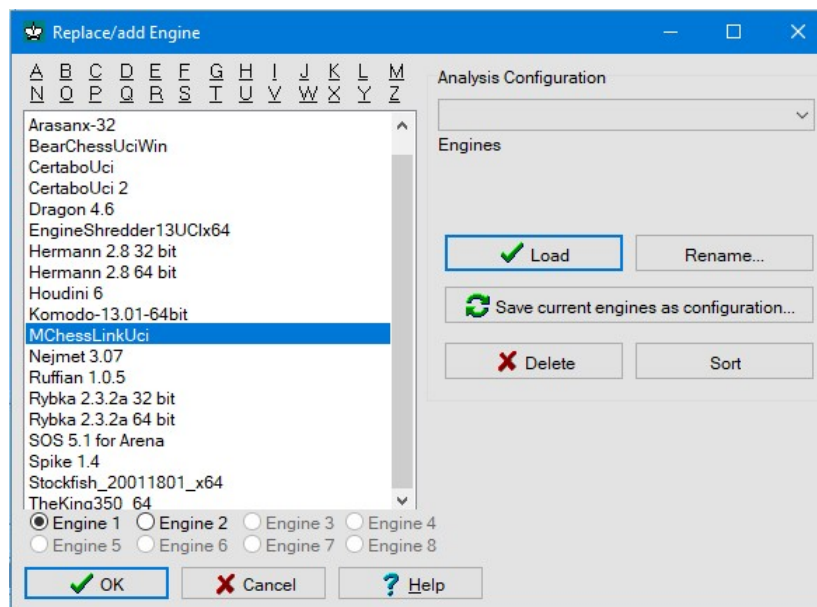 Replace/add Engine
A B C D E F G H I J K L M
N O P Q R S T U V W X Y Z
Arasanx-32
BearChessUciWin
CertaboUci
CertaboUci 2
Dragon 4.6
EngineShredder13UCIx64
Hermann 2.8 32 bit
Hermann 2.8 64 bit
Houdini 6
Komodo-13.01-64bit
MChessLinkUci
Nejmet 3.07
Ruffian 1.0.5
Rybka 2.3.2a 32 bit
Rybka 2.3.2a 64 bit
SOS 5.1 for Arena
Spike 1.4
Stockfish_20011801_x64
TheKing350_64
Engine 1 Engine 2 Engine 3 Engine 4
Engine 5 Engine 6 Engine 7 Engine 8
OK Cancel Help
Analysis Configuration
Engines
Load Rename...
Save current engines as configuration...
Delete Sort